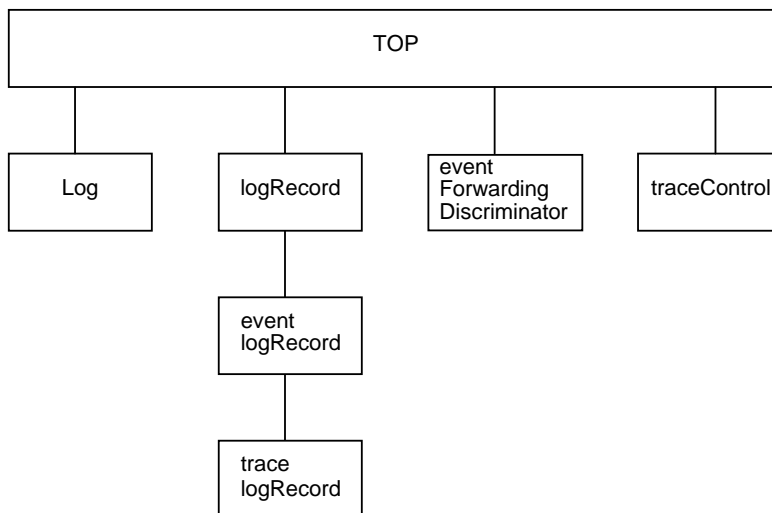 TOP
Log
logRecord
event
Forwarding
Discriminator
traceControl
event
logRecord
trace
logRecord